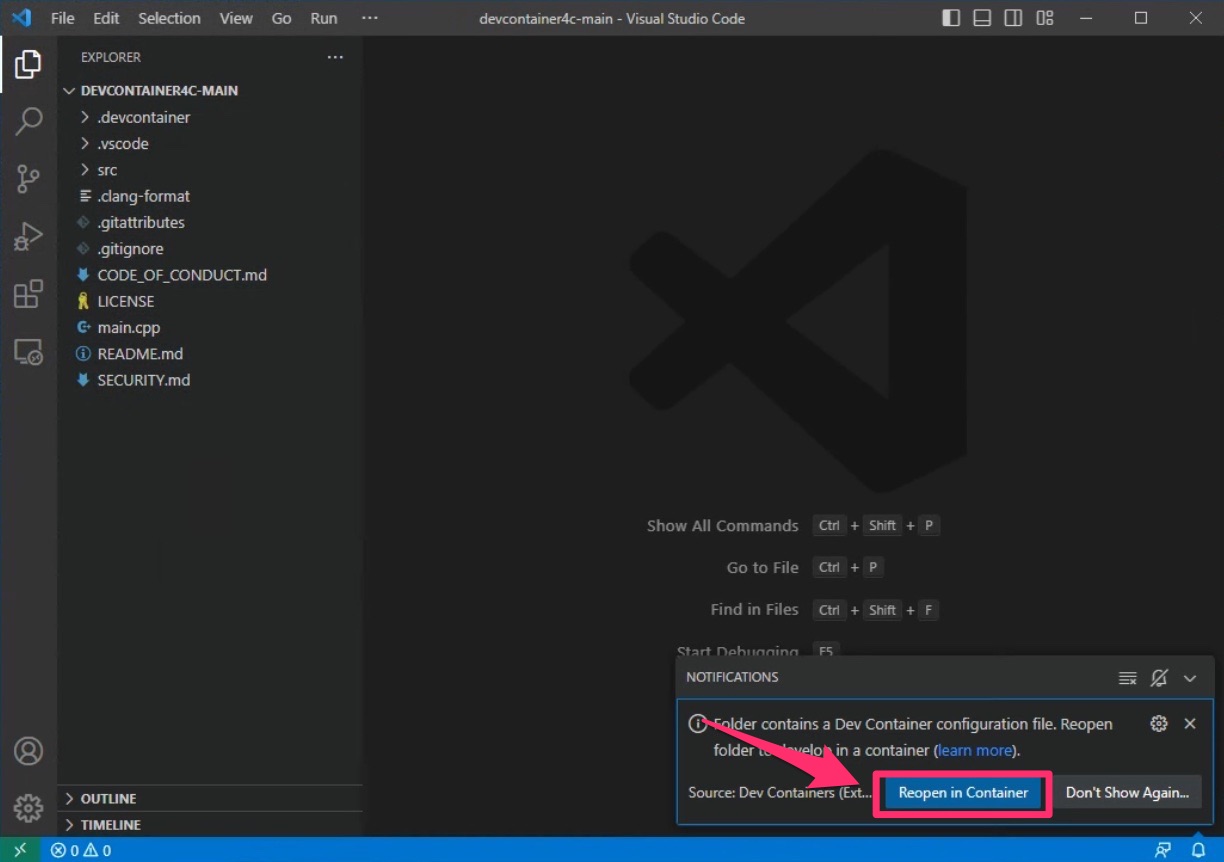 File Edit Selection View Go Run ··· devcontainer4c-main - Visual Studio Code
EXPLORER ···
DEVCONTAINER4C-MAIN
.devcontainer
.vscode
src
.clang-format
.gitattributes
.gitignore
CODE_OF_CONDUCT.md
LICENSE
main.cpp
README.md
SECURITY.md
Show All Commands Ctrl + Shift + P
Go to File Ctrl + P
Find in Files Ctrl + Shift + F
Start Debugging F5
NOTIFICATIONS
Folder contains a Dev Container configuration file. Reopen
folder to develop in a container (learn more).
Source: Dev Containers (Ext... Reopen in Container Don't Show Again...
OUTLINE
TIMELINE
0 0